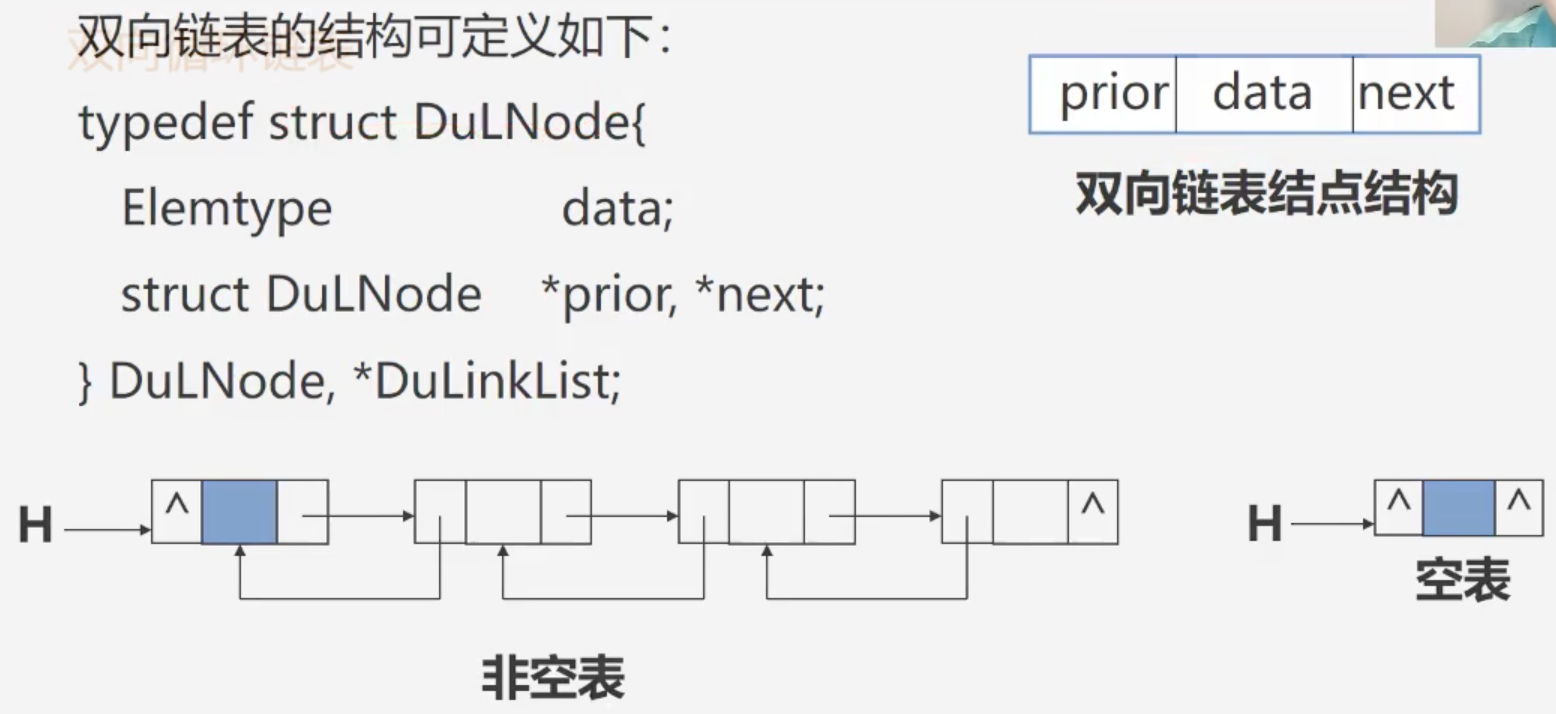 双向链表的结构可定义如下：
双向循环链表
typedef struct DuLNode{
Elemtype data;
struct DuLNode *prior, *next;
} DuLNode, *DuLinkList;
prior data next
双向链表结点结构
H ^ ^
H ^ ^
空表
非空表